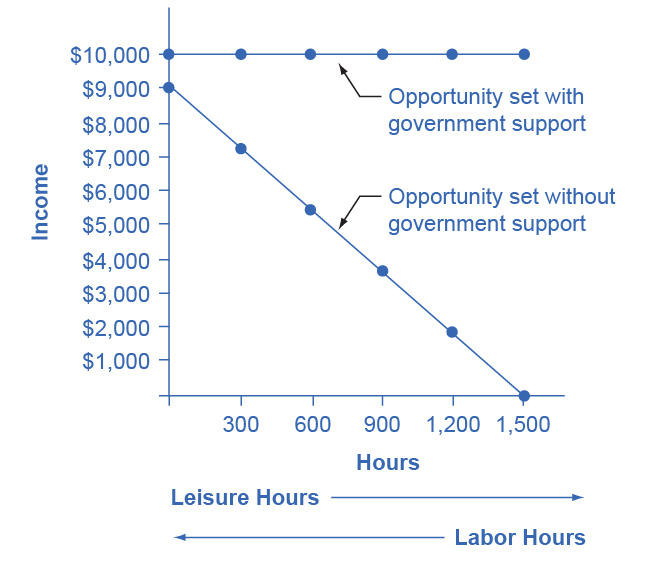 $10,000
$9,000
$8,000
$7,000
$6,000
$5,000
$4,000
$3,000
$2,000
$1,000
Income
Opportunity set with
government support
Opportunity set without
government support
300 600 900 1,200 1,500
Hours
Leisure Hours
Labor Hours